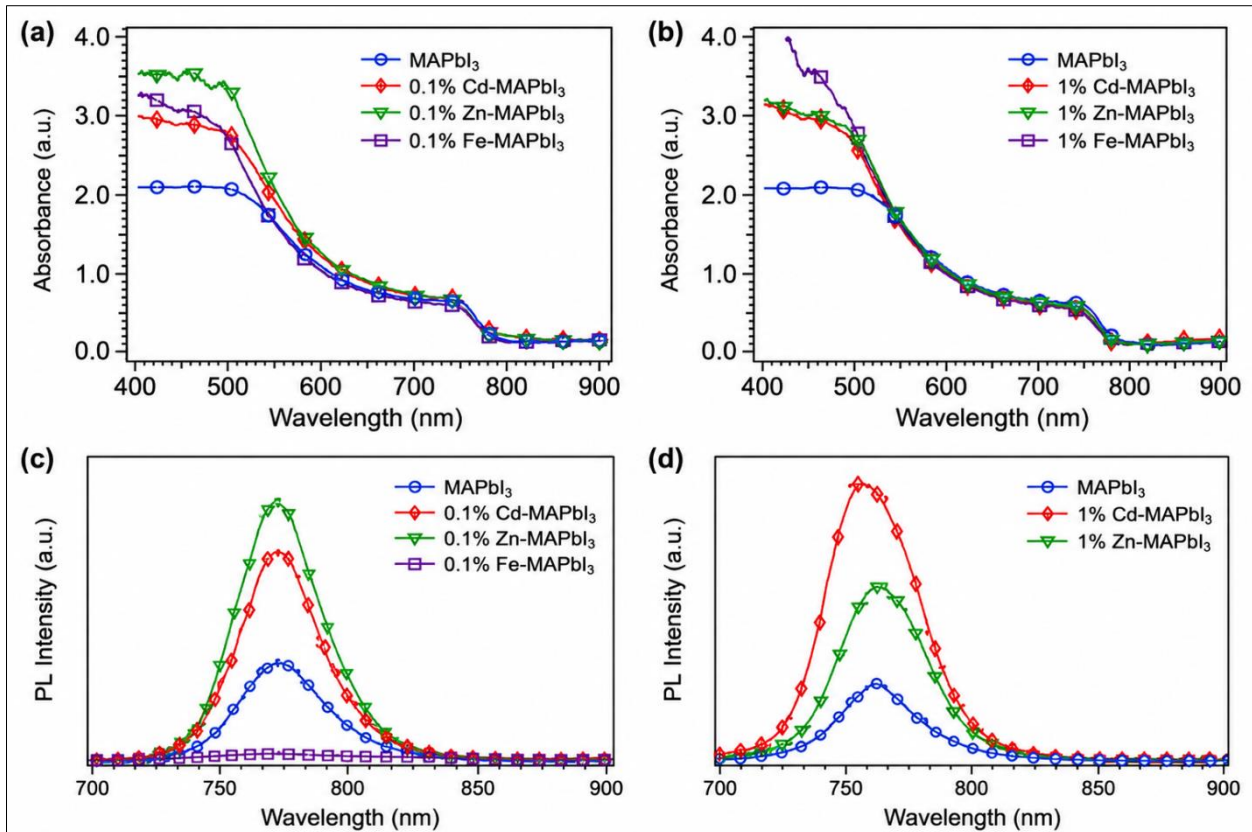 (a)
4.0
3.0
2.0
1.0
0.0
Absorbance (a.u.)
MAPbI₃
0.1% Cd-MAPbI₃
0.1% Zn-MAPbI₃
0.1% Fe-MAPbI₃
400 500 600 700 800 900
Wavelength (nm)
(b)
4.0
3.0
2.0
1.0
0.0
Absorbance (a.u.)
MAPbI₃
1% Cd-MAPbI₃
1% Zn-MAPbI₃
1% Fe-MAPbI₃
400 500 600 700 800 900
Wavelength (nm)
(c)
PL Intensity (a.u.)
MAPbI₃
0.1% Cd-MAPbI₃
0.1% Zn-MAPbI₃
0.1% Fe-MAPbI₃
700 750 800 850 900
Wavelength (nm)
(d)
PL Intensity (a.u.)
MAPbI₃
1% Cd-MAPbI₃
1% Zn-MAPbI₃
700 750 800 850 900
Wavelength (nm)